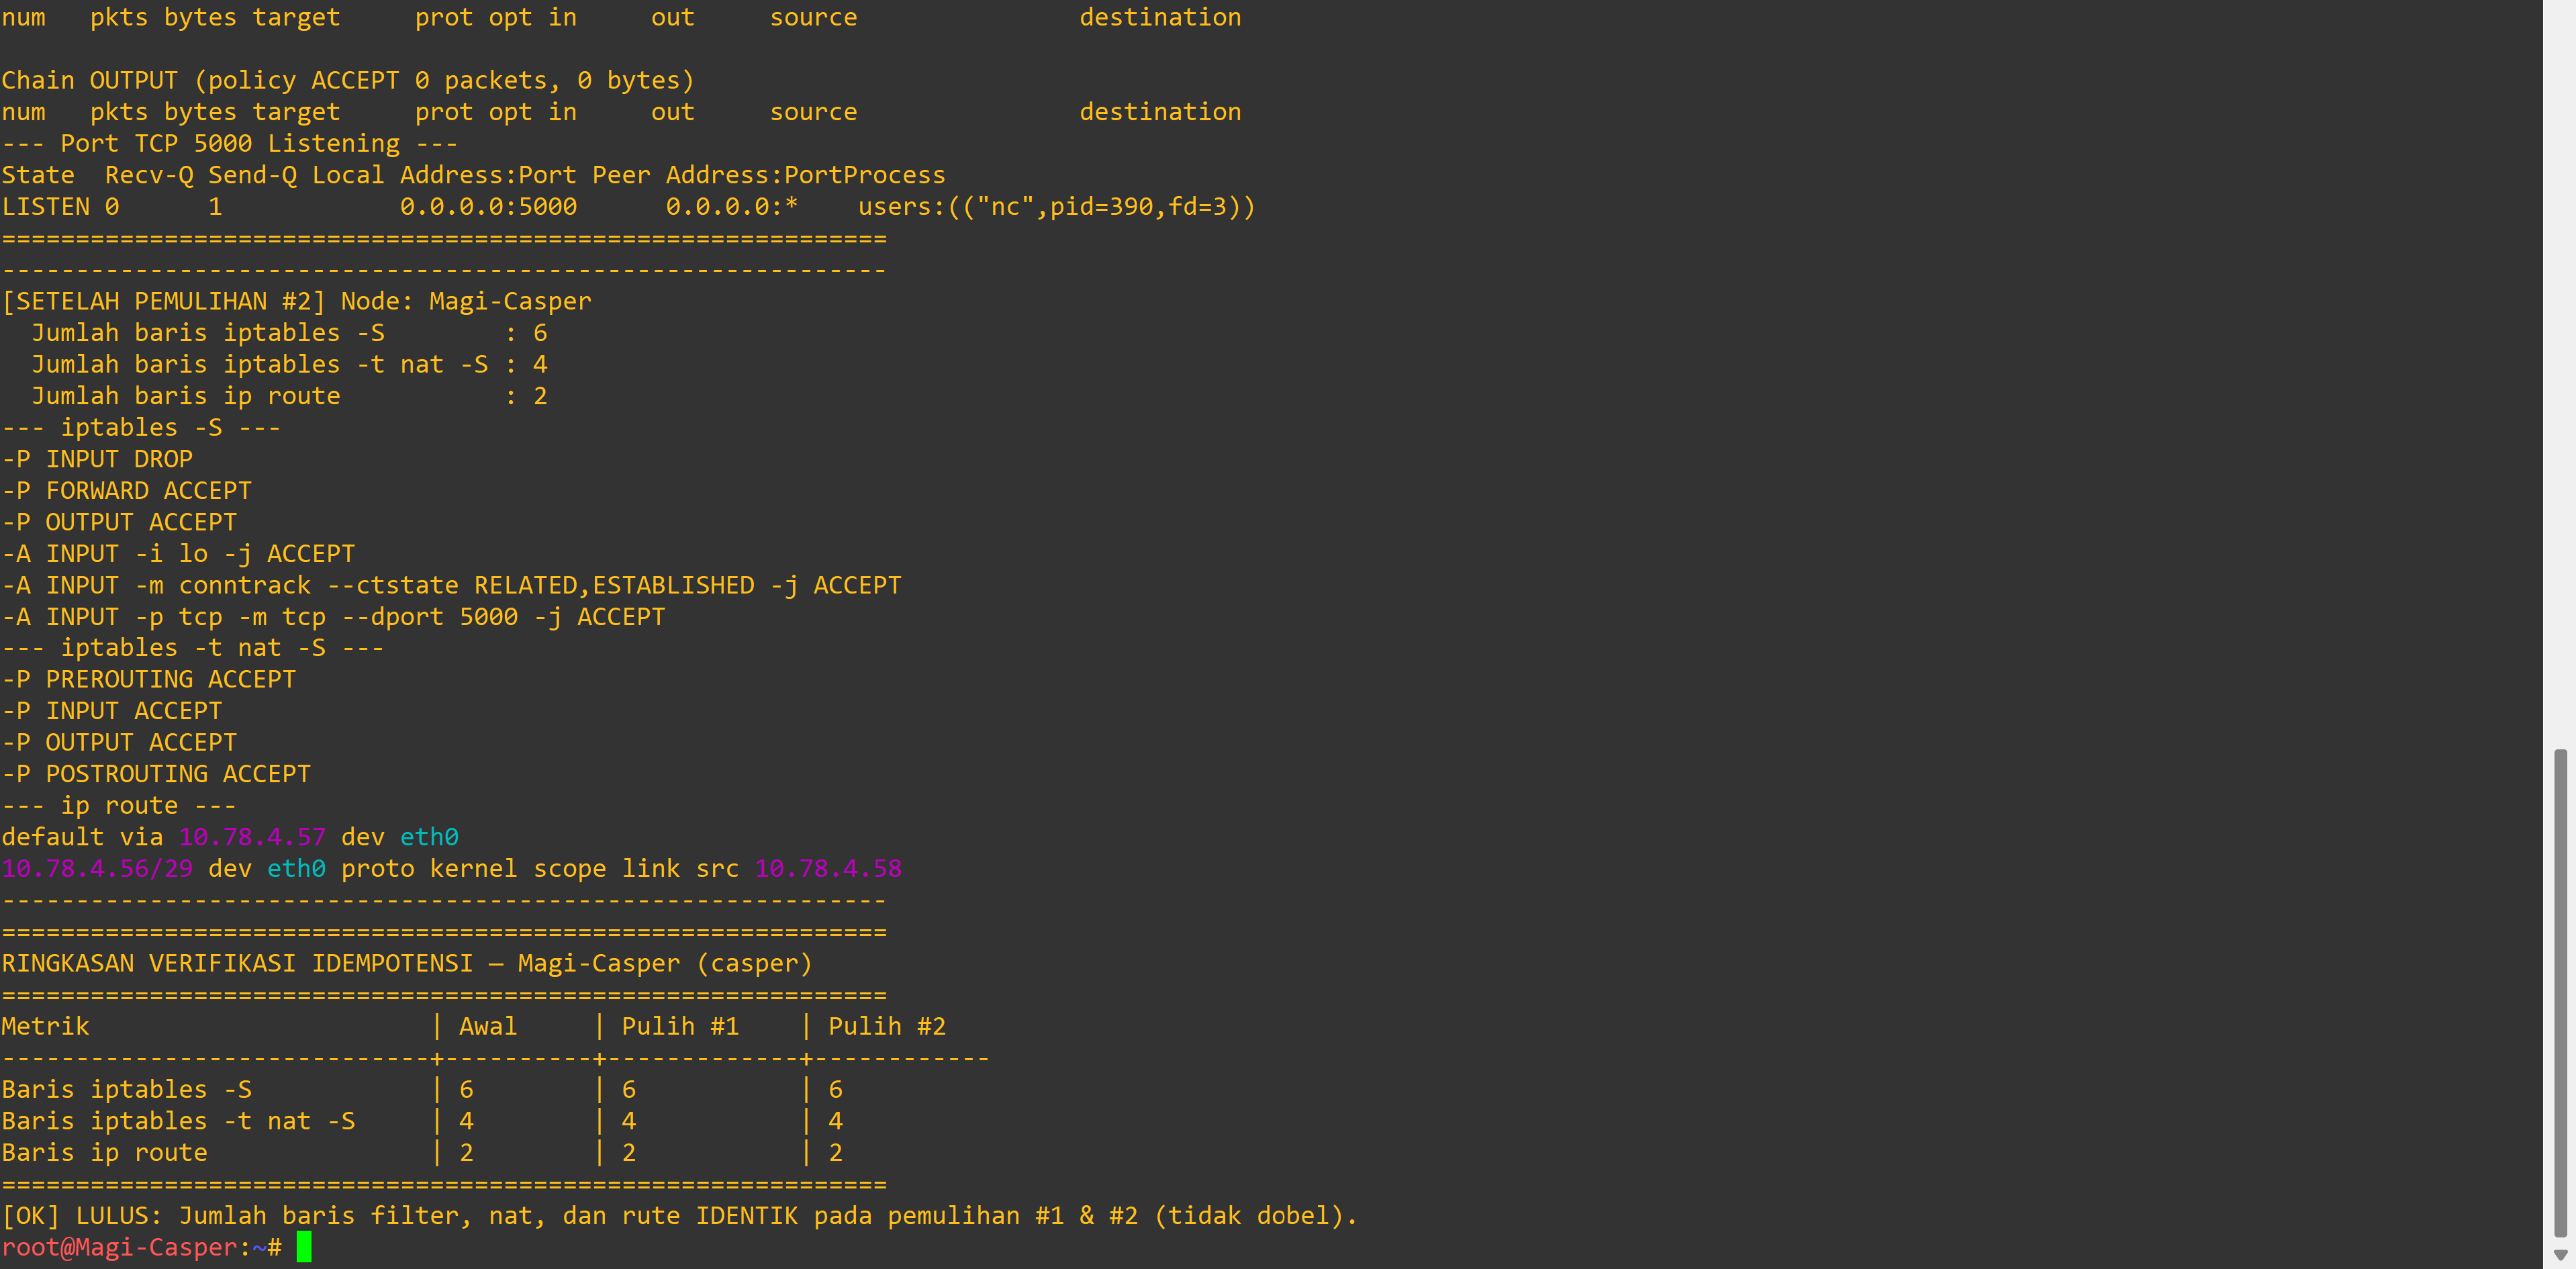 num   pkts bytes target     prot opt in     out     source               destination

Chain OUTPUT (policy ACCEPT 0 packets, 0 bytes)
num   pkts bytes target     prot opt in     out     source               destination
--- Port TCP 5000 Listening ---
State  Recv-Q Send-Q Local Address:Port Peer Address:PortProcess
LISTEN 0      1            0.0.0.0:5000      0.0.0.0:*    users:(("nc",pid=390,fd=3))
============================================================
------------------------------------------------------------
[SETELAH PEMULIHAN #2] Node: Magi-Casper
  Jumlah baris iptables -S        : 6
  Jumlah baris iptables -t nat -S : 4
  Jumlah baris ip route           : 2
--- iptables -S ---
-P INPUT DROP
-P FORWARD ACCEPT
-P OUTPUT ACCEPT
-A INPUT -i lo -j ACCEPT
-A INPUT -m conntrack --ctstate RELATED,ESTABLISHED -j ACCEPT
-A INPUT -p tcp -m tcp --dport 5000 -j ACCEPT
--- iptables -t nat -S ---
-P PREROUTING ACCEPT
-P INPUT ACCEPT
-P OUTPUT ACCEPT
-P POSTROUTING ACCEPT
--- ip route ---
default via 10.78.4.57 dev eth0
10.78.4.56/29 dev eth0 proto kernel scope link src 10.78.4.58
------------------------------------------------------------
============================================================
RINGKASAN VERIFIKASI IDEMPOTENSI — Magi-Casper (casper)
============================================================
Metrik                       | Awal     | Pulih #1    | Pulih #2
-----------------------------+----------+-------------+------------
Baris iptables -S            | 6        | 6           | 6
Baris iptables -t nat -S     | 4        | 4           | 4
Baris ip route               | 2        | 2           | 2
============================================================
[OK] LULUS: Jumlah baris filter, nat, dan rute IDENTIK pada pemulihan #1 & #2 (tidak dobel).
root@Magi-Casper:~#